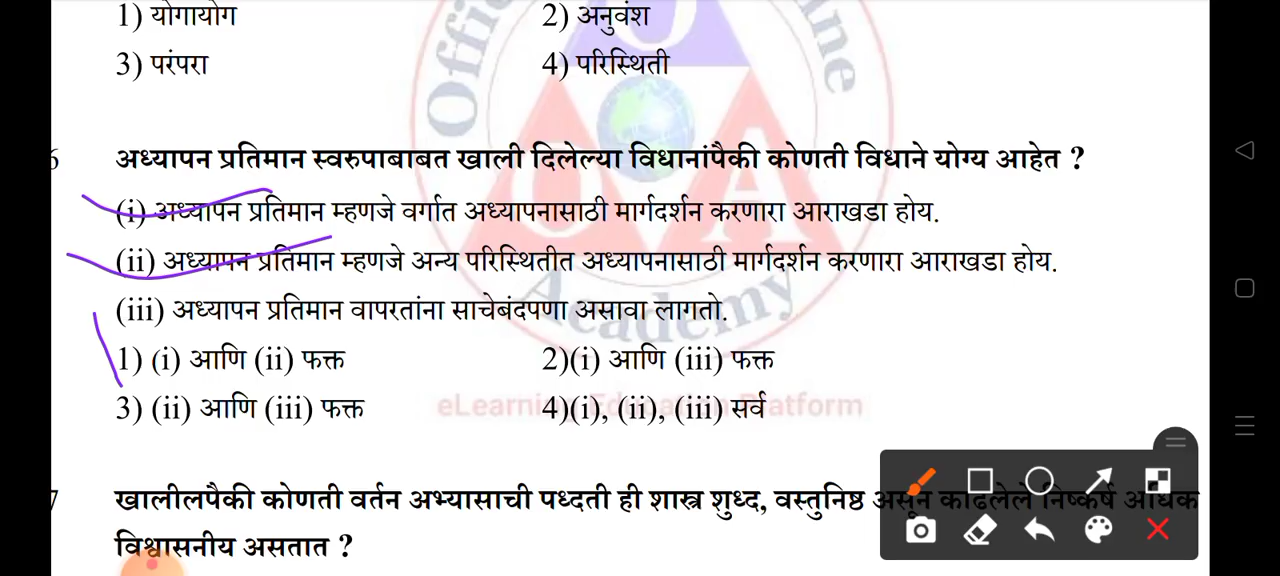 1) योगायोग 2) अनुवंश
3) परंपरा 4) परिस्थिती
6 अध्यापन प्रतिमान स्वरुपाबाबत खाली दिलेल्या विधानांपैकी कोणती विधाने योग्य आहेत ?
(i) अध्यापन प्रतिमान म्हणजे वर्गात अध्यापनासाठी मार्गदर्शन करणारा आराखडा होय.
(ii) अध्यापन प्रतिमान म्हणजे अन्य परिस्थितीत अध्यापनासाठी मार्गदर्शन करणारा आराखडा होय.
(iii) अध्यापन प्रतिमान वापरतांना साचेबंदपणा असावा लागतो.
1) (i) आणि (ii) फक्त 2)(i) आणि (iii) फक्त
3) (ii) आणि (iii) फक्त 4)(i), (ii), (iii) सर्व
Academy
eLearning Education Platform
7 खालीलपैकी कोणती वर्तन अभ्यासाची पध्दती ही शास्त्र शुध्द, वस्तुनिष्ठ असून काढलेले निष्कर्ष अधिक
विश्वासनीय असतात ?